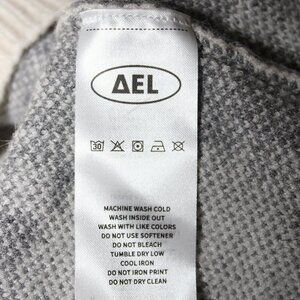 ΔEL
30
MACHINE WASH COLD
WASH INSIDE OUT
WASH WITH LIKE COLORS
DO NOT USE SOFTENER
DO NOT BLEACH
TUMBLE DRY LOW
COOL IRON
DO NOT IRON PRINT
DO NOT DRY CLEAN